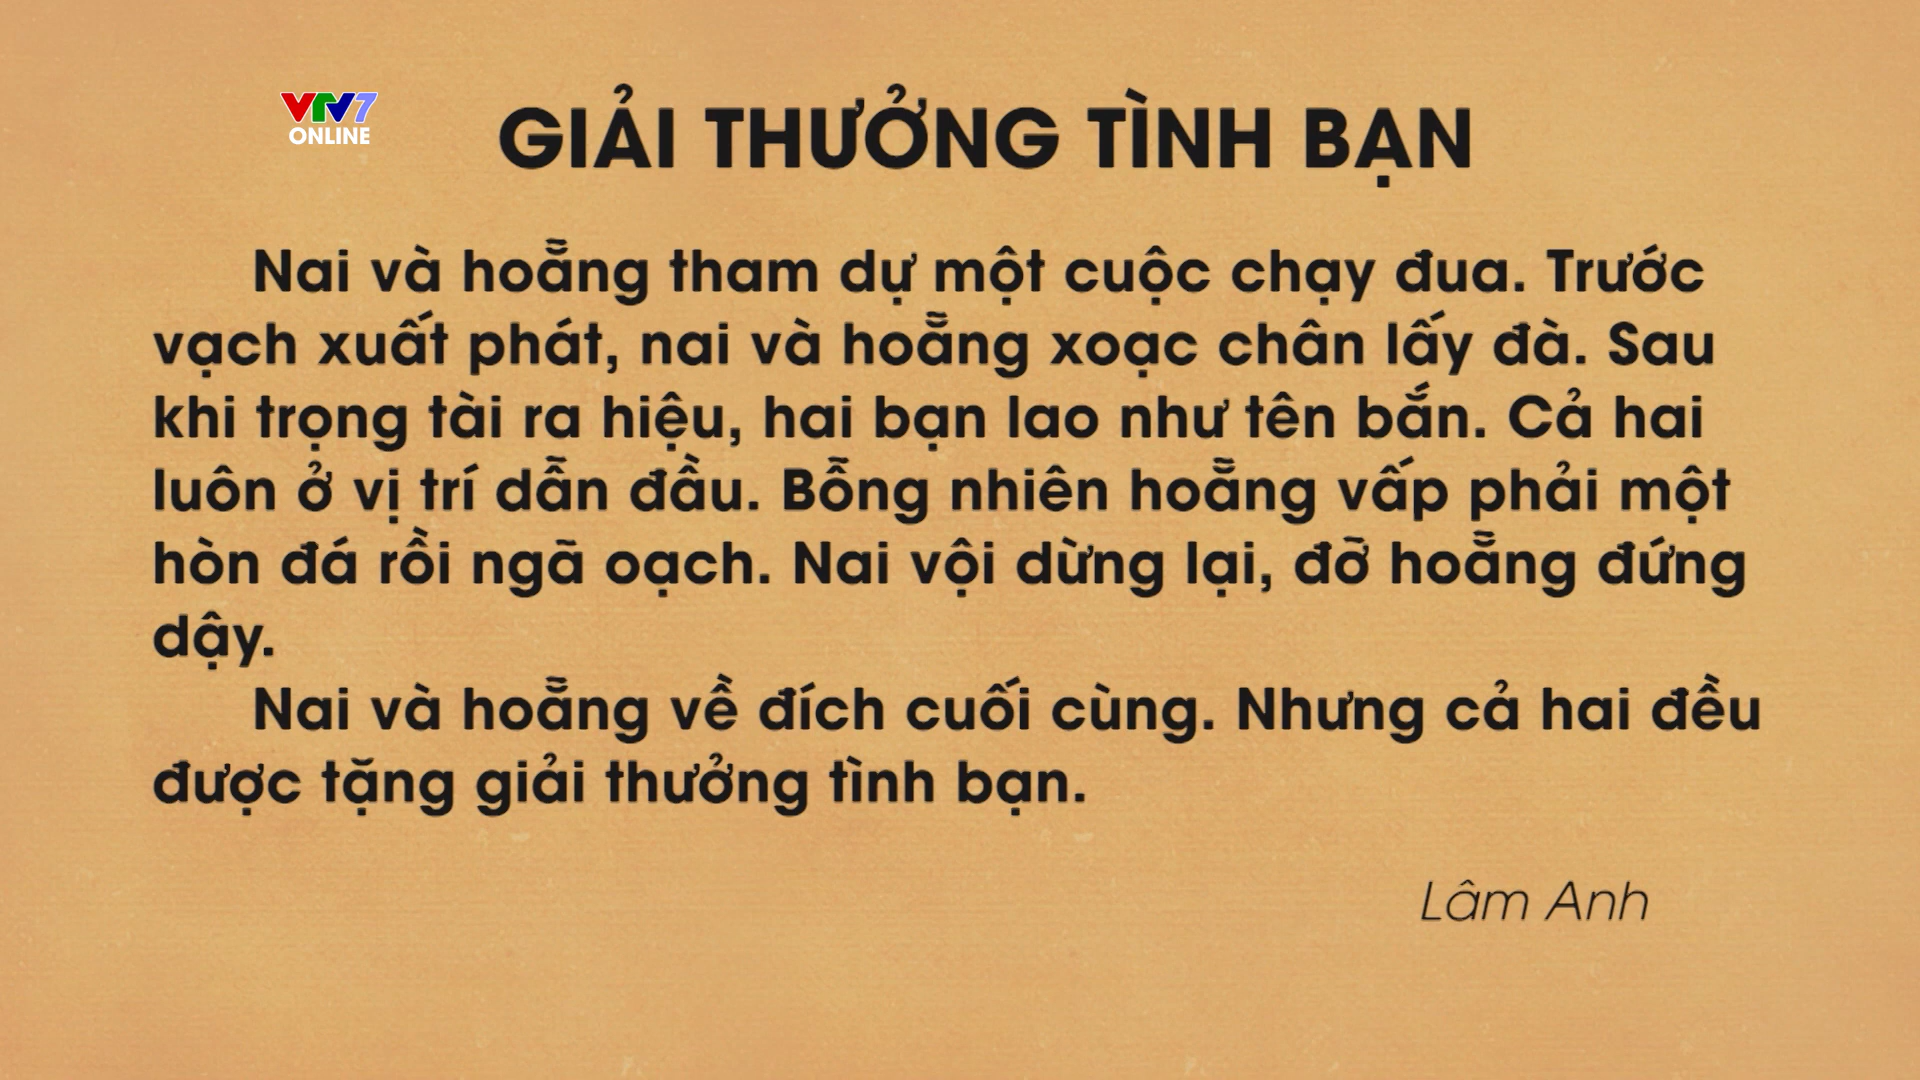 VTV7
ONLINE
GIẢI THƯỞNG TÌNH BẠN
Nai và hoẵng tham dự một cuộc chạy đua. Trước
vạch xuất phát, nai và hoẵng xoạc chân lấy đà. Sau
khi trọng tài ra hiệu, hai bạn lao như tên bắn. Cả hai
luôn ở vị trí dẫn đầu. Bỗng nhiên hoẵng vấp phải một
hòn đá rồi ngã oạch. Nai vội dừng lại, đỡ hoẵng đứng
dậy.
Nai và hoẵng về đích cuối cùng. Nhưng cả hai đều
được tặng giải thưởng tình bạn.
Lâm Anh